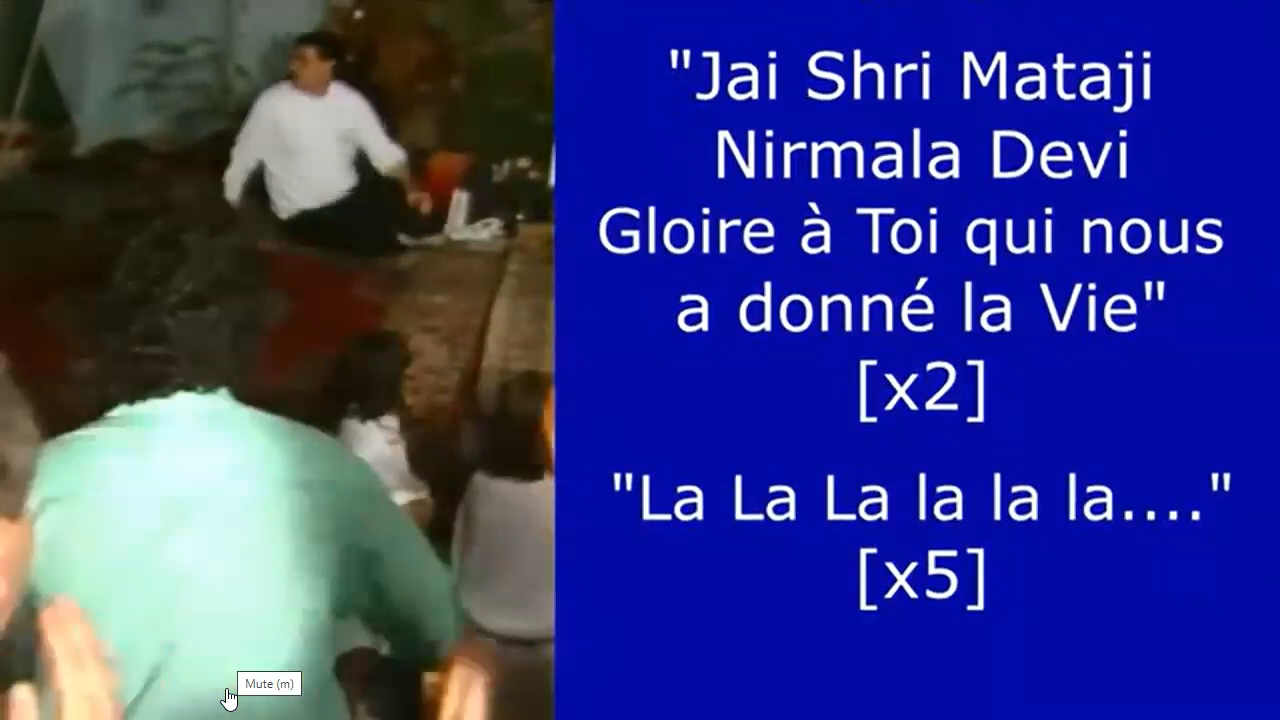 "Jai Shri Mataji
Nirmala Devi
Gloire à Toi qui nous
a donné la Vie"
[x2]
"La La La la la la...."
[x5]
Mute (m)